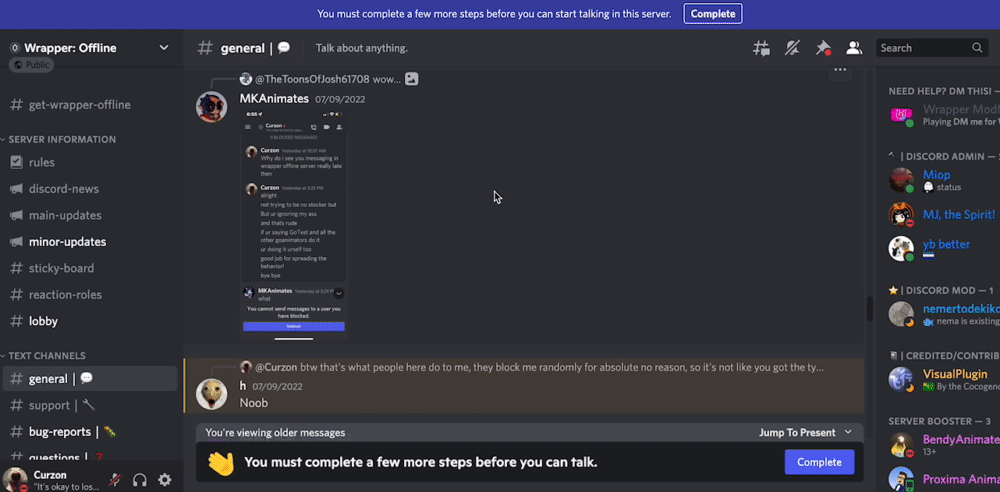 You must complete a few more steps before you can start talking in this server.
Complete
Wrapper: Offline
Public
# get-wrapper-offline
SERVER INFORMATION
rules
discord-news
main-updates
minor-updates
# sticky-board
# reaction-roles
# lobby
TEXT CHANNELS
# general |
# support |
# bug-reports |
# questions | ?
Curzon
"It's okay to los...
# general |
Talk about anything.
Search
@TheToonsOfJosh61708 wow...
MKAnimates 07/09/2022
6:55
Curzon
9 BLOCKED MESSAGES
Curzon Yesterday at 10:51 AM
Why do i see you messaging in
wrapper offline server really late
then
Curzon Yesterday at 3:25 PM
alright
not trying to be no stocker but
But ur ignoring my ass
and thats rude
if ur saying GoTest and all the
other goanimators do it
ur doing it urself too
good job for spreading the
behavior!
bye bye
MKAnimates Yesterday at 3:29 PM
what
You cannot send messages to a user you
have blocked.
@Curzon btw that's what people here do to me, they block me randomly for absolute no reason, so it's not like you got the ty...
h 07/09/2022
Noob
You're viewing older messages
Jump To Present
You must complete a few more steps before you can talk.
Complete
NEED HELP? DM THIS! —
Wrapper ModM
Playing DM me for W
| DISCORD ADMIN —
Miop
status
MJ, the Spirit!
yb better
| DISCORD MOD — 1
nemertodekiko
nema is existing
| CREDITED/CONTRIB
VisualPlugin
By the Cocogeno
SERVER BOOSTER — 3
BendyAnimate
13+
Proxima Anima